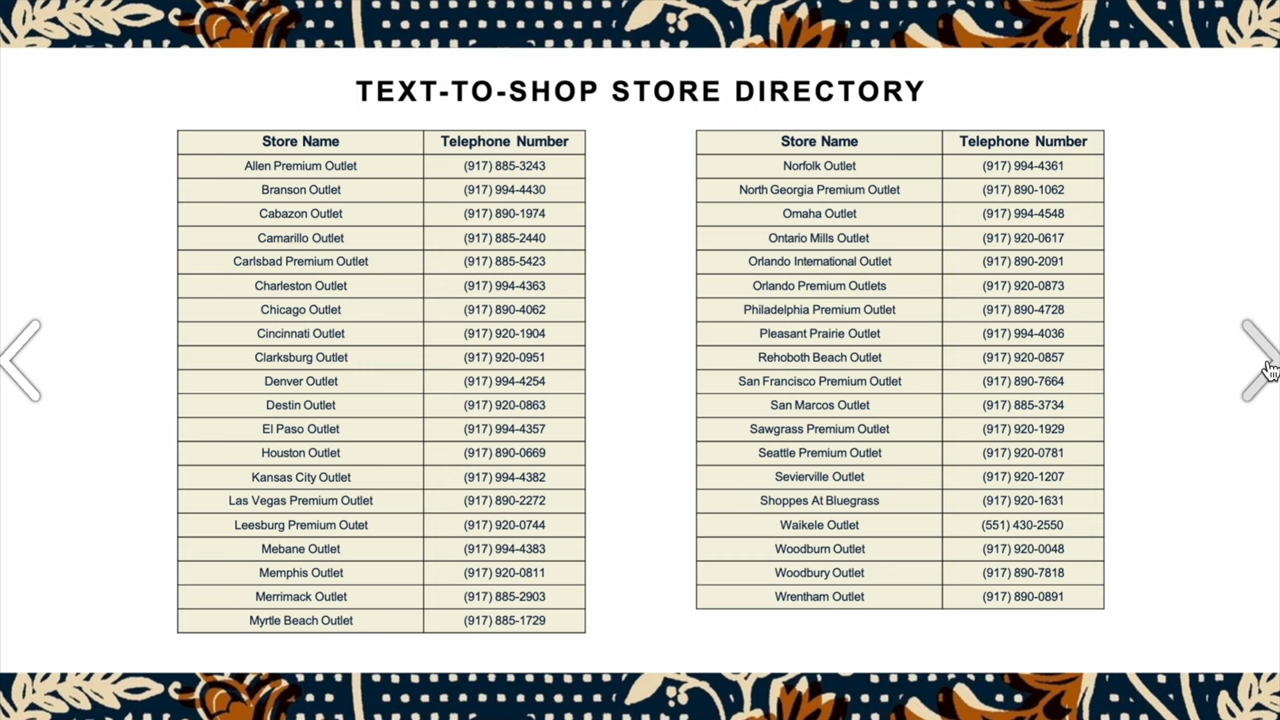 TEXT-TO-SHOP STORE DIRECTORY
Store Name Telephone Number
Allen Premium Outlet (917) 885-3243
Branson Outlet (917) 994-4430
Cabazon Outlet (917) 890-1974
Camarillo Outlet (917) 885-2440
Carlsbad Premium Outlet (917) 885-5423
Charleston Outlet (917) 994-4363
Chicago Outlet (917) 890-4062
Cincinnati Outlet (917) 920-1904
Clarksburg Outlet (917) 920-0951
Denver Outlet (917) 994-4254
Destin Outlet (917) 920-0863
El Paso Outlet (917) 994-4357
Houston Outlet (917) 890-0669
Kansas City Outlet (917) 994-4382
Las Vegas Premium Outlet (917) 890-2272
Leesburg Premium Outet (917) 920-0744
Mebane Outlet (917) 994-4383
Memphis Outlet (917) 920-0811
Merrimack Outlet (917) 885-2903
Myrtle Beach Outlet (917) 885-1729
Store Name Telephone Number
Norfolk Outlet (917) 994-4361
North Georgia Premium Outlet (917) 890-1062
Omaha Outlet (917) 994-4548
Ontario Mills Outlet (917) 920-0617
Orlando International Outlet (917) 890-2091
Orlando Premium Outlets (917) 920-0873
Philadelphia Premium Outlet (917) 890-4728
Pleasant Prairie Outlet (917) 994-4036
Rehoboth Beach Outlet (917) 920-0857
San Francisco Premium Outlet (917) 890-7664
San Marcos Outlet (917) 885-3734
Sawgrass Premium Outlet (917) 920-1929
Seattle Premium Outlet (917) 920-0781
Sevierville Outlet (917) 920-1207
Shoppes At Bluegrass (917) 920-1631
Waikele Outlet (551) 430-2550
Woodburn Outlet (917) 920-0048
Woodbury Outlet (917) 890-7818
Wrentham Outlet (917) 890-0891